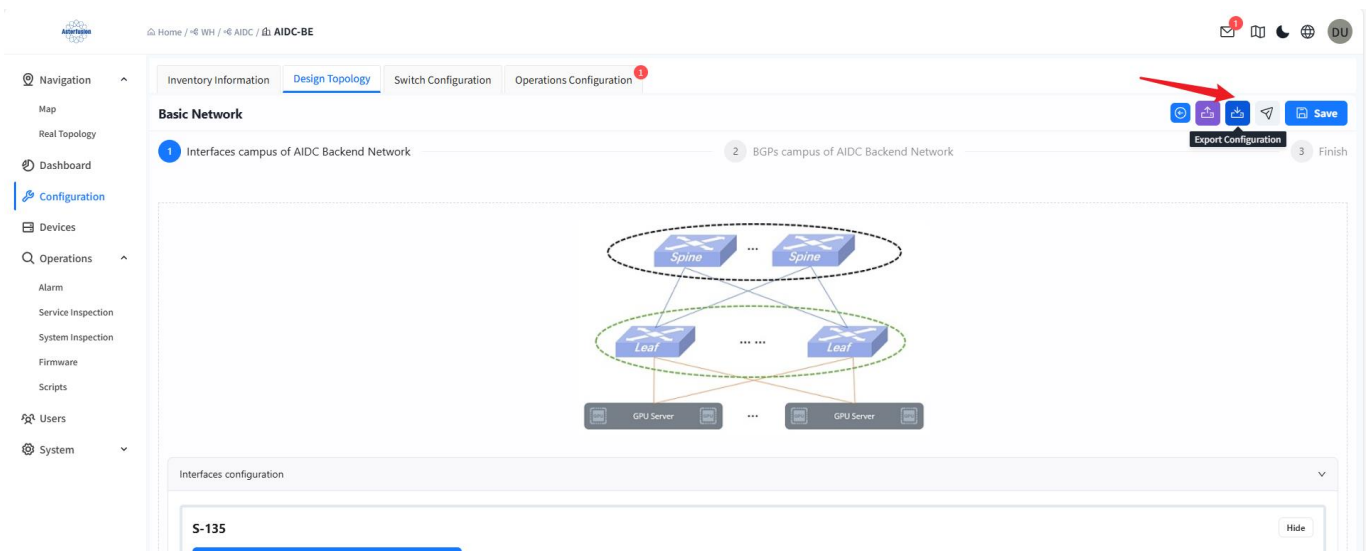 Asterfusion
Home / WH / AIDC / AIDC-BE
1
DU
Navigation
Map
Real Topology
Dashboard
Configuration
Devices
Operations
Alarm
Service Inspection
System Inspection
Firmware
Scripts
Users
System
Inventory Information
Design Topology
Switch Configuration
Operations Configuration
1
Basic Network
Save
Export Configuration
1 Interfaces campus of AIDC Backend Network
2 BGPs campus of AIDC Backend Network
3 Finish
Spine
...
Spine
Leaf
... ...
Leaf
GPU Server
...
GPU Server
Interfaces configuration
S-135
Hide